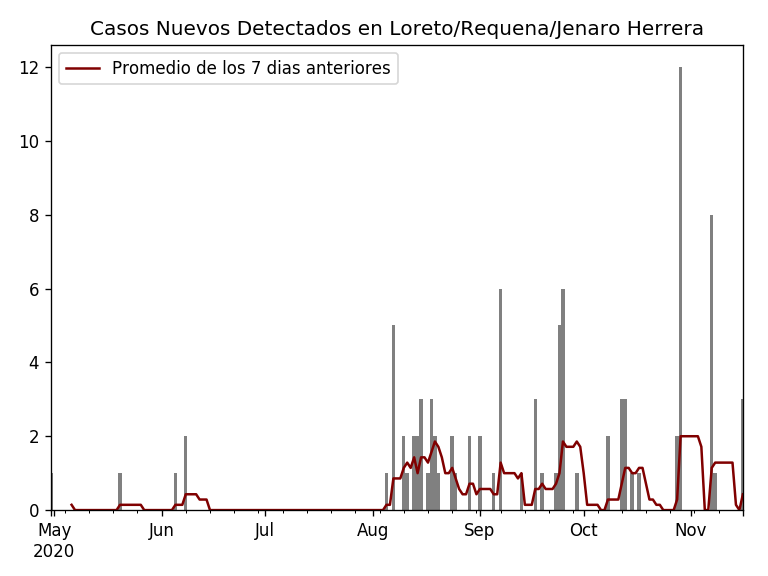 Casos Nuevos Detectados en Loreto/Requena/Jenaro Herrera
Promedio de los 7 dias anteriores
12
10
8
6
4
2
0
May Jun Jul Aug Sep Oct Nov
2020